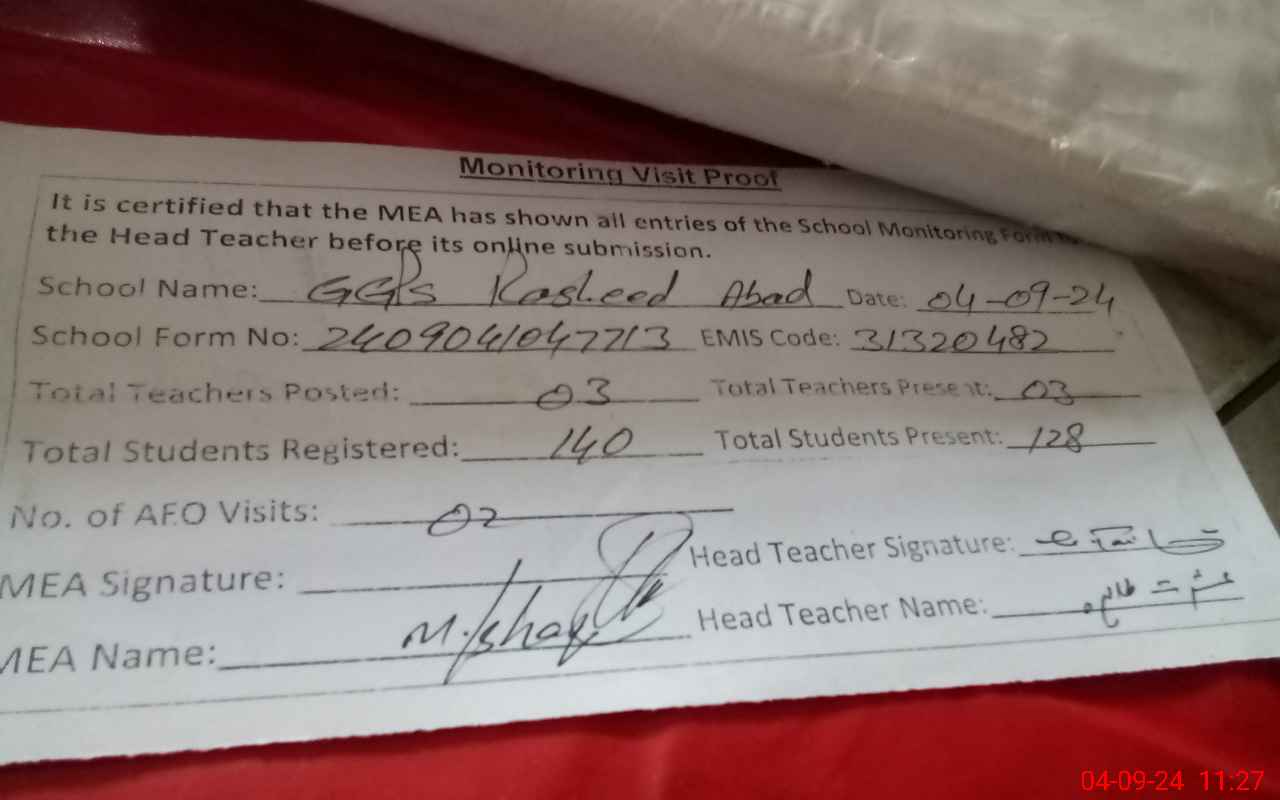 Monitoring Visit Proof
It is certified that the MEA has shown all entries of the School Monitoring Form to
the Head Teacher before its online submission.
School Name: GGPS Rasheed Abad Date: 04-09-24
School Form No: 2409041047713 EMIS Code: 31320482
Total Teachers Posted: 03 Total Teachers Present: 03
Total Students Registered: 140 Total Students Present: 128
No. of AEO Visits: 02
MEA Signature: Head Teacher Signature:
MEA Name: M.Ishaq Head Teacher Name:
04-09-24 11:27